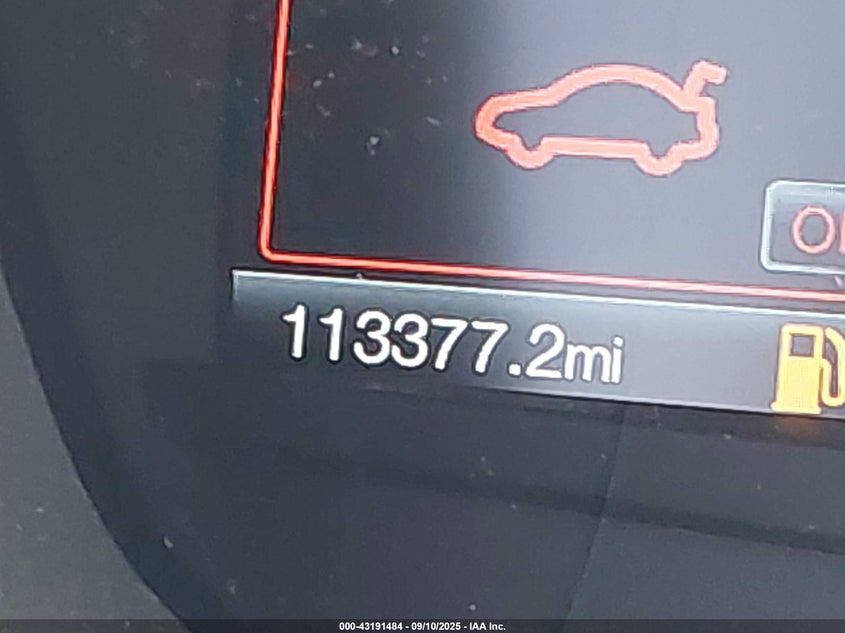 113377.2mi
000-43191484 - 09/10/2025 - IAA Inc.